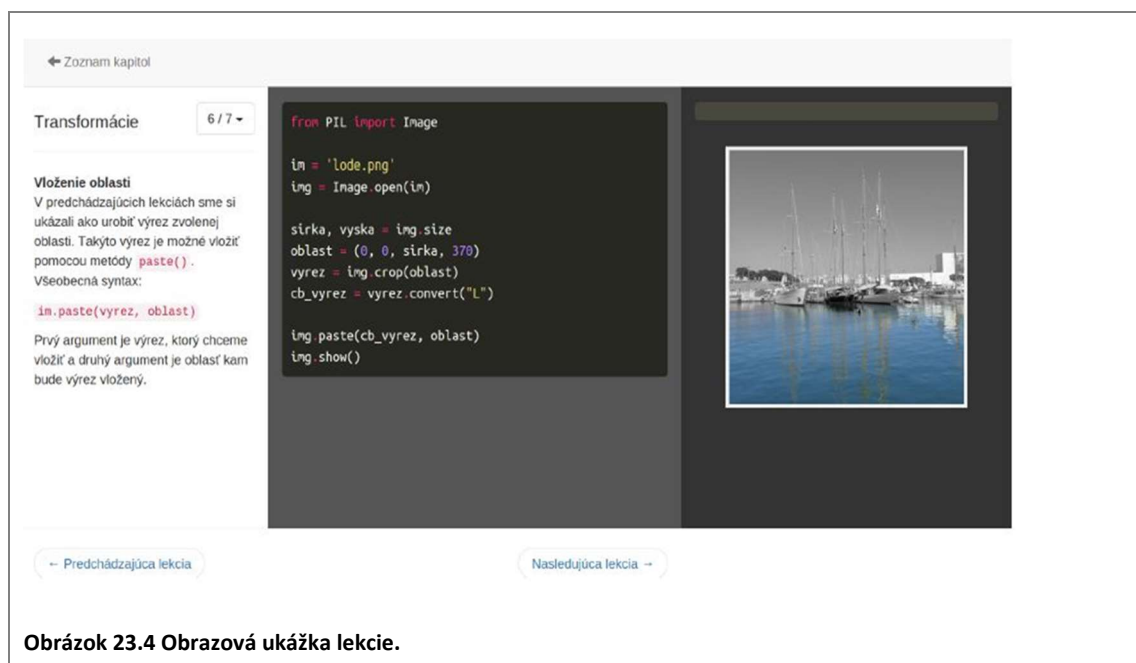 ← Zoznam kapitol
Transformácie
6 / 7
Vloženie oblasti
V predchádzajúcich lekciách sme si
ukázali ako urobiť výrez zvolenej
oblasti. Takýto výrez je možné vložiť
pomocou metódy paste() .
Všeobecná syntax:
im.paste(vyrez, oblast)
Prvý argument je výrez, ktorý chceme
vložiť a druhý argument je oblasť kam
bude výrez vložený.
from PIL import Image
im = 'lode.png'
img = Image.open(im)
sirka, vyska = img.size
oblast = (0, 0, sirka, 370)
vyrez = img.crop(oblast)
cb_vyrez = vyrez.convert("L")
img.paste(cb_vyrez, oblast)
img.show()
← Predchádzajúca lekcia
Nasledujúca lekcia →
Obrázok 23.4 Obrazová ukážka lekcie.